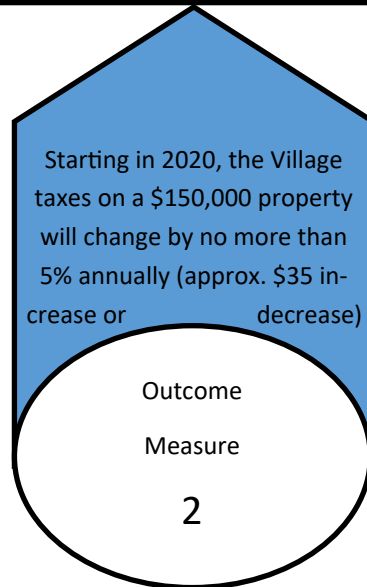 Starting in 2020, the Village
taxes on a $150,000 property
will change by no more than
5% annually (approx. $35 in-
crease or decrease)
Outcome
Measure
2